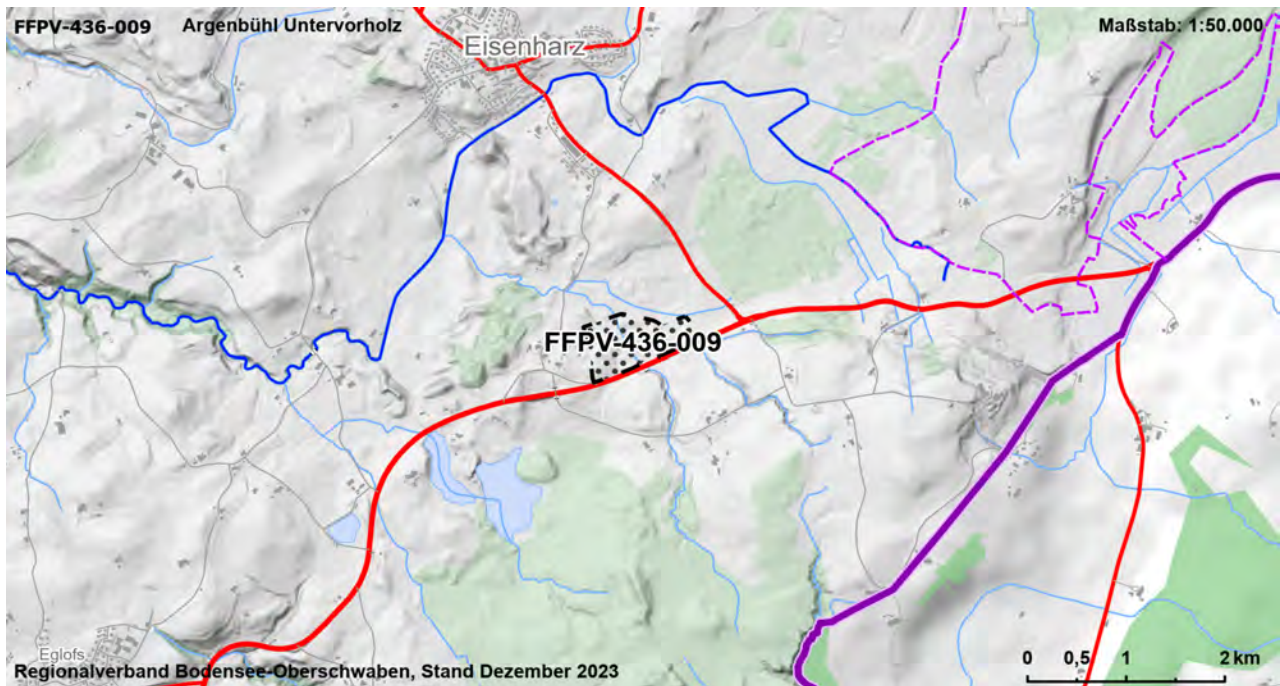 FFPV-436-009 Argenbühl Untervorholz Maßstab: 1:50.000
Eisenharz
FFPV-436-009
Eglofs
Regionalverband Bodensee-Oberschwaben, Stand Dezember 2023
0 0,5 1 2 km